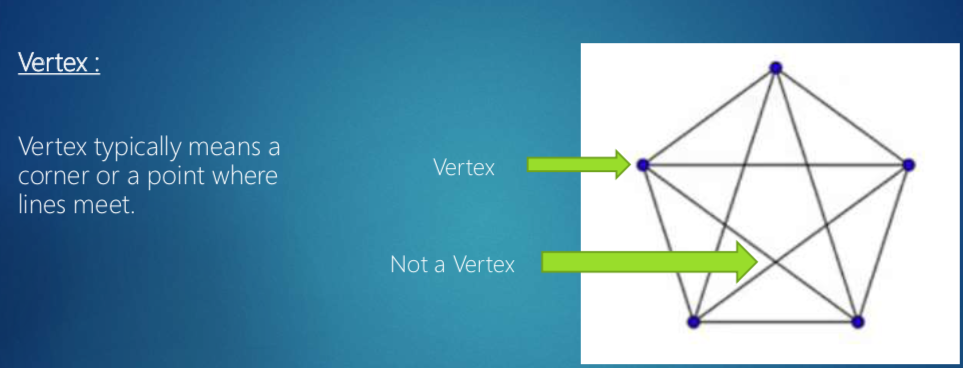 Vertex :
Vertex typically means a
corner or a point where
lines meet.
Vertex
Not a Vertex